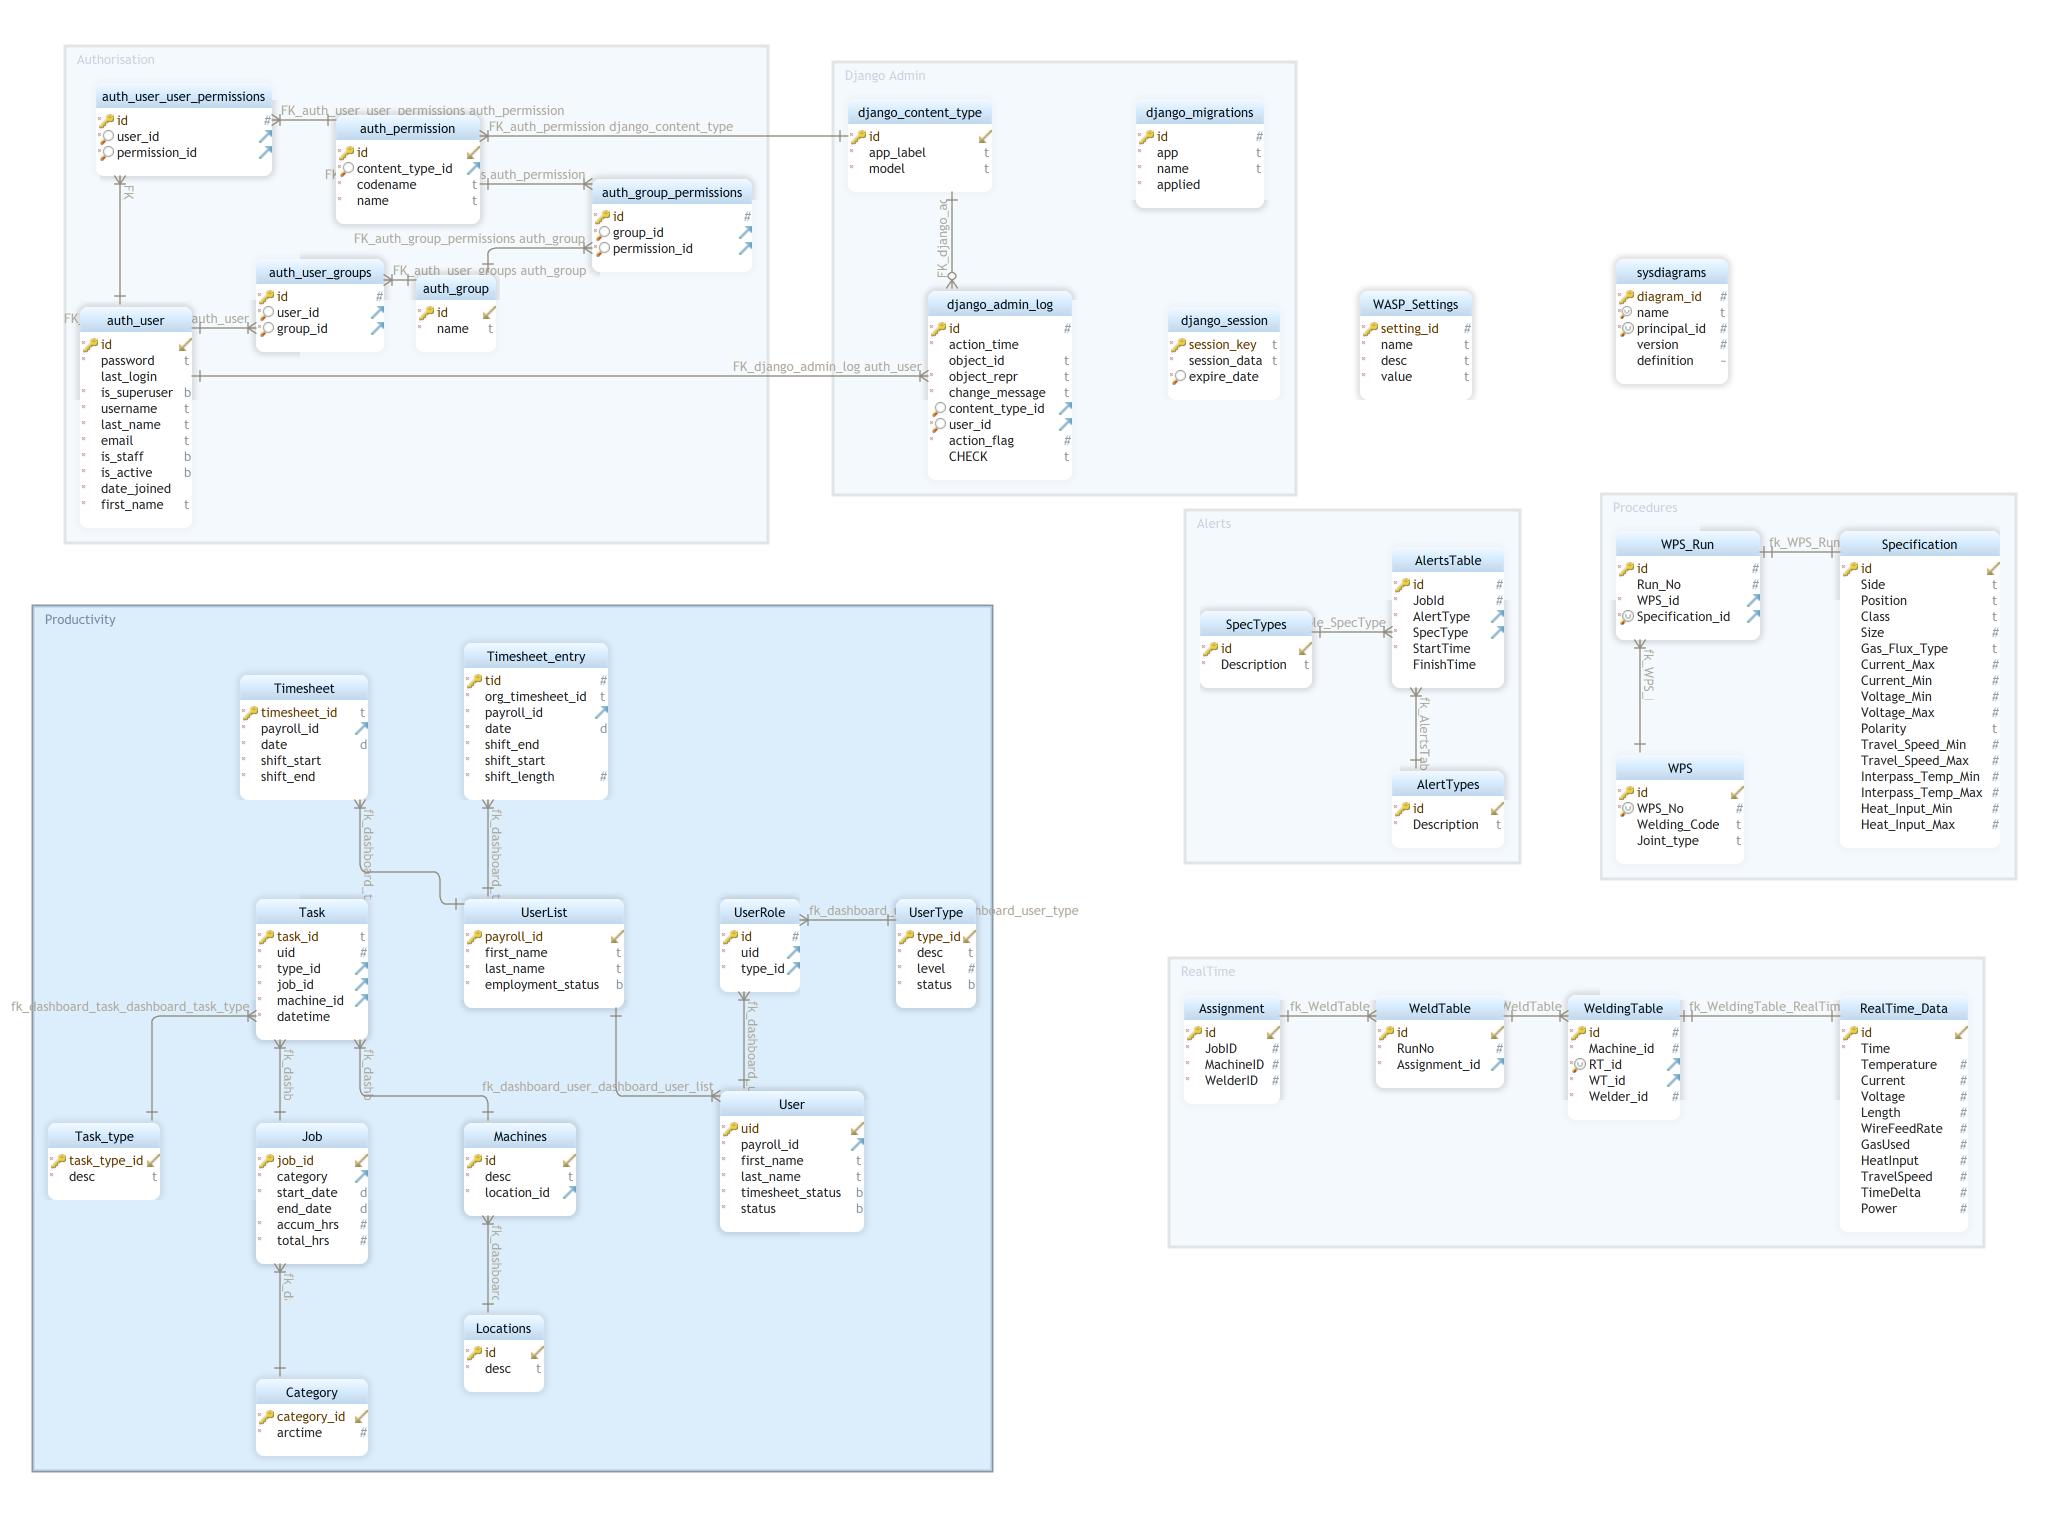 Authorisation
auth_user_user_permissions
id #
user_id
permission_id
FK_auth_user_user_permissions auth_permission
auth_permission
id
content_type_id
codename t
name t
FK_auth_permission django_content_type
s auth_permission
FK
auth_group_permissions
id #
group_id
permission_id
FK_auth_group_permissions auth_group
FK
auth_user_groups
id #
user_id
group_id
FK_auth_user_groups auth_group
auth_group
id
name t
FK_
auth_user
auth_user
id
password t
last_login
is_superuser b
username t
last_name t
email t
is_staff b
is_active b
date_joined
first_name t
FK_django_admin_log auth_user
Django Admin
django_content_type
id
app_label t
model t
FK_django_ac
django_migrations
id #
app t
name t
applied
django_admin_log
id #
action_time
object_id t
object_repr t
change_message t
content_type_id
user_id
action_flag #
CHECK t
django_session
session_key t
session_data t
expire_date
WASP_Settings
setting_id #
name t
desc t
value t
sysdiagrams
diagram_id #
name t
principal_id #
version #
definition ~
Alerts
SpecTypes
id
Description t
le_SpecType
AlertsTable
id #
JobId #
AlertType
SpecType
StartTime
FinishTime
fk_AlertsTab
AlertTypes
id
Description t
Procedures
WPS_Run
id #
Run_No #
WPS_id
Specification_id
fk_WPS_Run
fk_WPS_
WPS
id
WPS_No #
Welding_Code t
Joint_type t
Specification
id
Side t
Position t
Class t
Size #
Gas_Flux_Type t
Current_Max #
Current_Min #
Voltage_Min #
Voltage_Max #
Polarity t
Travel_Speed_Min #
Travel_Speed_Max #
Interpass_Temp_Min #
Interpass_Temp_Max #
Heat_Input_Min #
Heat_Input_Max #
Productivity
Timesheet
timesheet_id t
payroll_id
date d
shift_start
shift_end
fk_dashboard_t
Timesheet_entry
tid #
org_timesheet_id t
payroll_id
date d
shift_end
shift_start
shift_length #
fk_dashboard_t
Task
task_id t
uid #
type_id
job_id
machine_id
datetime
UserList
payroll_id
first_name t
last_name t
employment_status b
UserRole
id #
uid
type_id
fk_dashboard_
hboard_user_type
UserType
type_id
desc t
level #
status b
fk_dashboard_task_dashboard_task_type
fk_dashb
fk_dashb
fk_dashboard_user_dashboard_user_list
fk_dashboard_u
Task_type
task_type_id
desc t
Job
job_id
category
start_date d
end_date d
accum_hrs #
total_hrs #
fk_d
Machines
id
desc t
location_id
fk_dashboard
User
uid
payroll_id
first_name t
last_name t
timesheet_status b
status b
Locations
id
desc t
Category
category_id
arctime #
RealTime
Assignment
id
JobID #
MachineID #
WelderID #
fk_WeldTable
WeldTable
id
RunNo #
Assignment_id
WeldTable
WeldingTable
id #
Machine_id #
RT_id
WT_id
Welder_id #
fk_WeldingTable_RealTim
RealTime_Data
id
Time
Temperature #
Current #
Voltage #
Length #
WireFeedRate #
GasUsed #
HeatInput #
TravelSpeed #
TimeDelta #
Power #